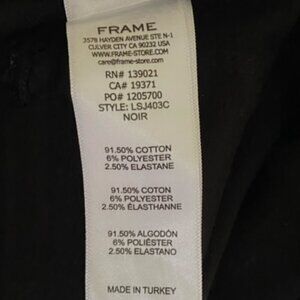 FRAME
3578 HAYDEN AVENUE STE N-1
CULVER CITY CA 90232 USA
WWW.FRAME-STORE.COM
care@frame-store.com
RN# 139021
CA# 19371
PO# 1205700
STYLE: LSJ403C
NOIR
91.50% COTTON
6% POLYESTER
2.50% ELASTANE
91.50% COTON
6% POLYESTER
2.50% ÉLASTHANNE
91.50% ALGODÓN
6% POLIÉSTER
2.50% ELASTANO
MADE IN TURKEY